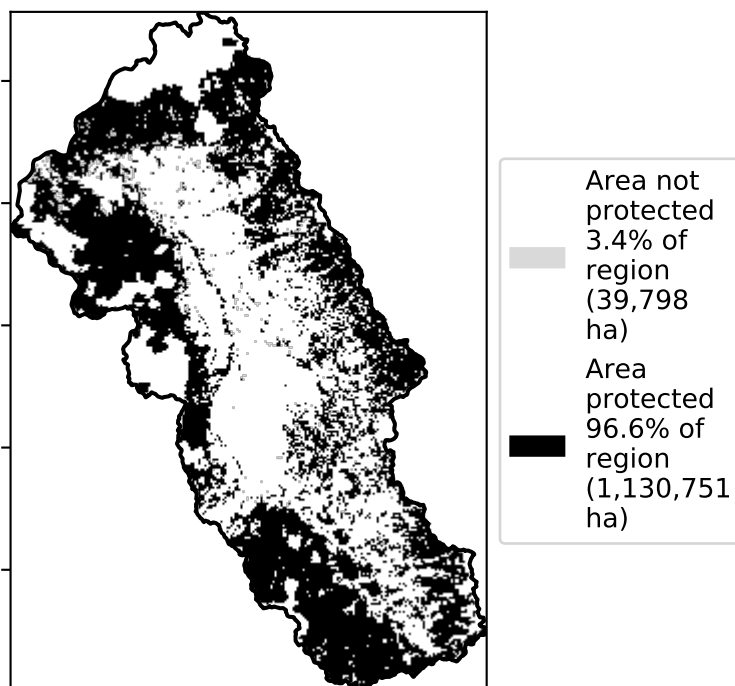 Area not
protected
3.4% of
region
(39,798
ha)
Area
protected
96.6% of
region
(1,130,751
ha)